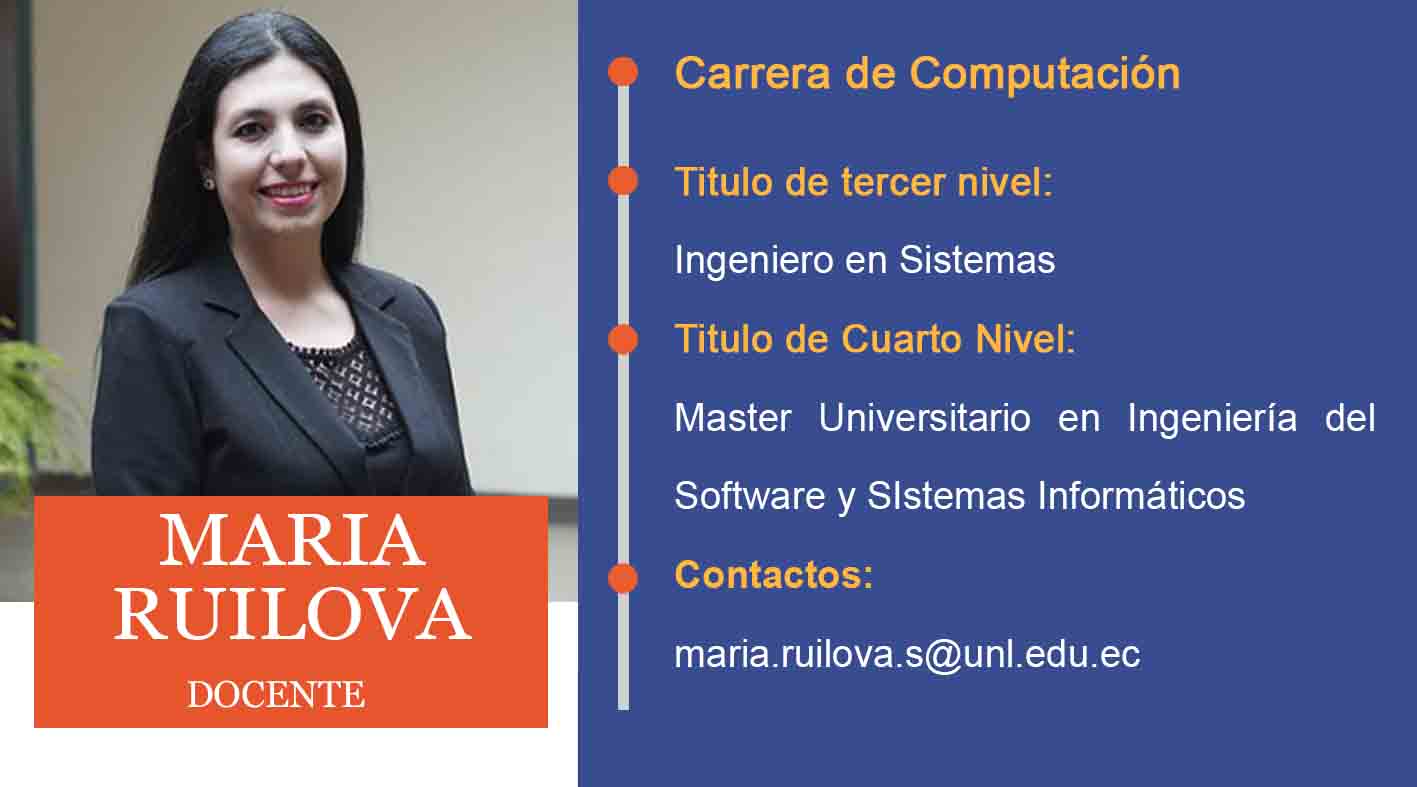 MARIA
RUILOVA
DOCENTE
Carrera de Computación
Titulo de tercer nivel:
Ingeniero en Sistemas
Titulo de Cuarto Nivel:
Master Universitario en Ingeniería del
Software y SIstemas Informáticos
Contactos:
maria.ruilova.s@unl.edu.ec